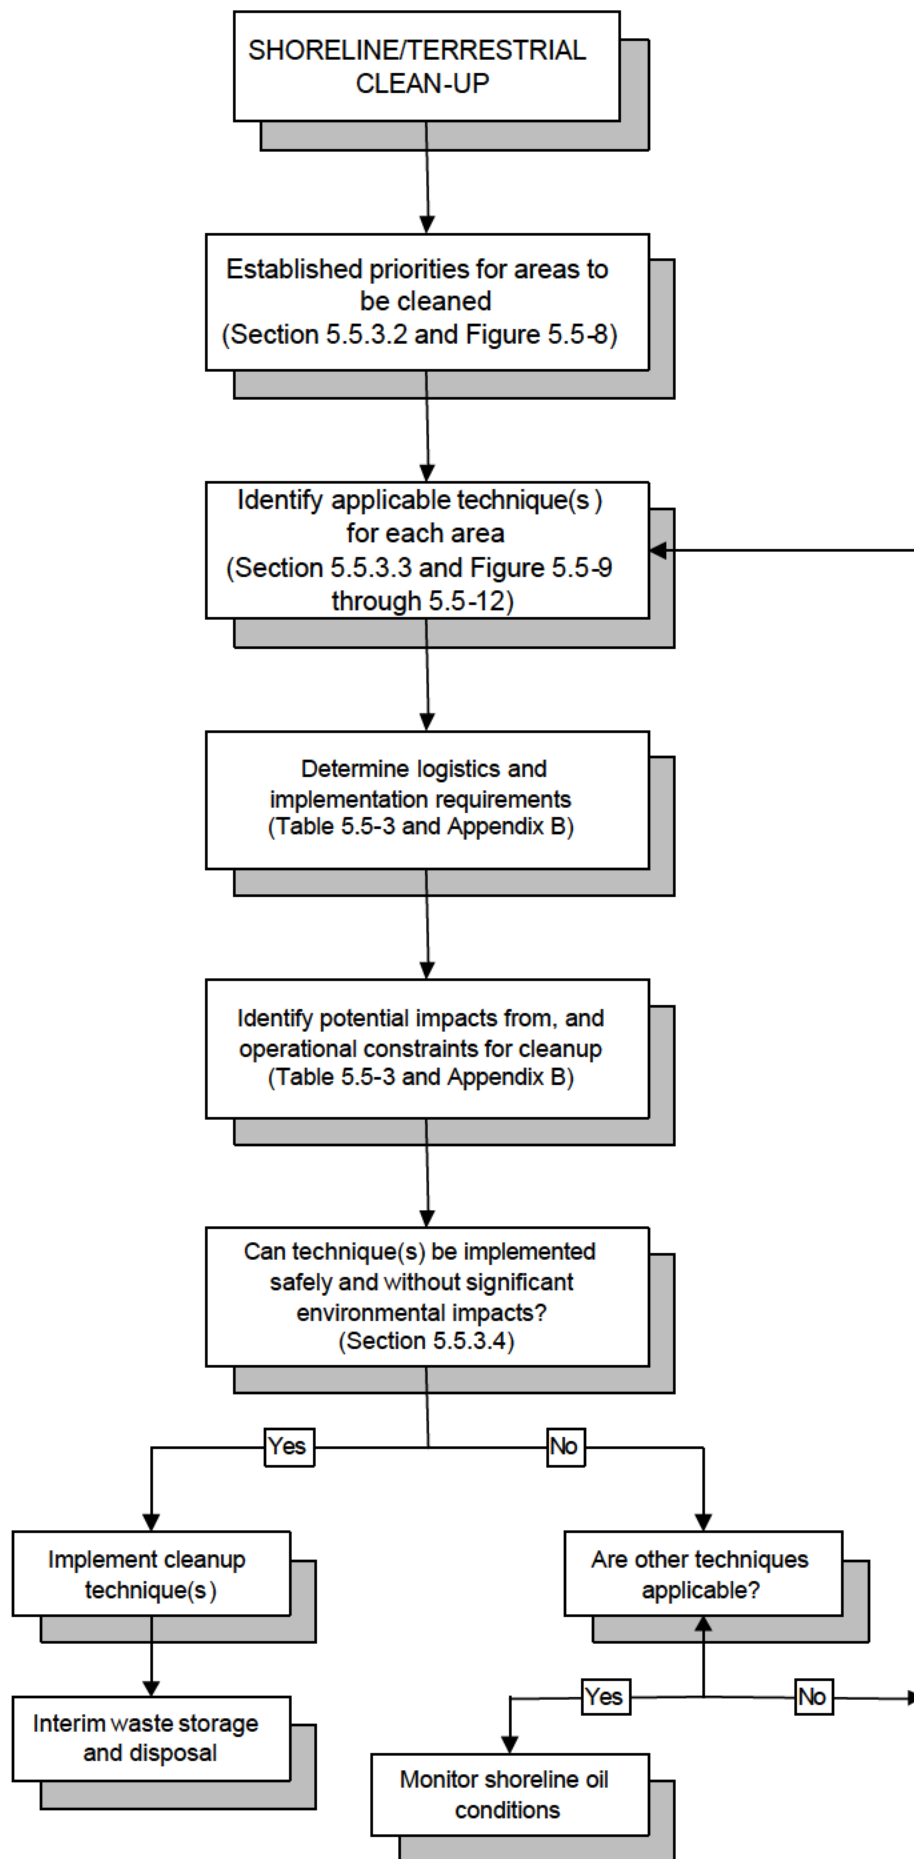 SHORELINE/TERRESTRIAL
CLEAN-UP
Established priorities for areas to
be cleaned
(Section 5.5.3.2 and Figure 5.5-8)
Identify applicable technique(s)
for each area
(Section 5.5.3.3 and Figure 5.5-9
through 5.5-12)
Determine logistics and
implementation requirements
(Table 5.5-3 and Appendix B)
Identify potential impacts from, and
operational constraints for cleanup
(Table 5.5-3 and Appendix B)
Can technique(s) be implemented
safely and without significant
environmental impacts?
(Section 5.5.3.4)
Yes
No
Implement cleanup
technique(s)
Are other techniques
applicable?
Interim waste storage
and disposal
Yes
No
Monitor shoreline oil
conditions